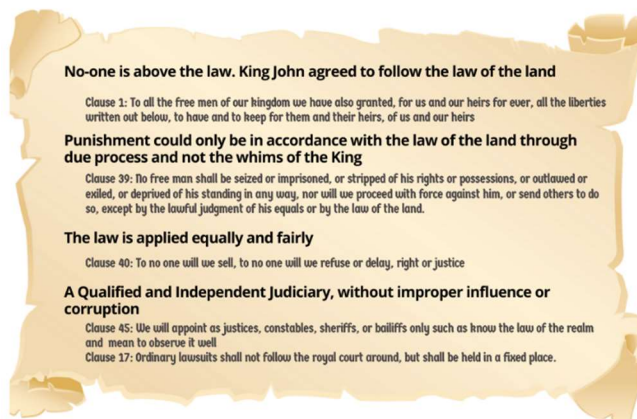 No-one is above the law. King John agreed to follow the law of the land
Clause 1: To all the free men of our kingdom we have also granted, for us and our heirs for ever, all the liberties
written out below, to have and to keep for them and their heirs, of us and our heirs
Punishment could only be in accordance with the law of the land through
due process and not the whims of the King
Clause 39: No free man shall be seized or imprisoned, or stripped of his rights or possessions, or outlawed or
exiled, or deprived of his standing in any way, nor will we proceed with force against him, or send others to do
so, except by the lawful judgment of his equals or by the law of the land.
The law is applied equally and fairly
Clause 40: To no one will we sell, to no one will we refuse or delay, right or justice
A Qualified and Independent Judiciary, without improper influence or
corruption
Clause 45: We will appoint as justices, constables, sheriffs, or bailiffs only such as know the law of the realm
and mean to observe it well
Clause 17: Ordinary lawsuits shall not follow the royal court around, but shall be held in a fixed place.